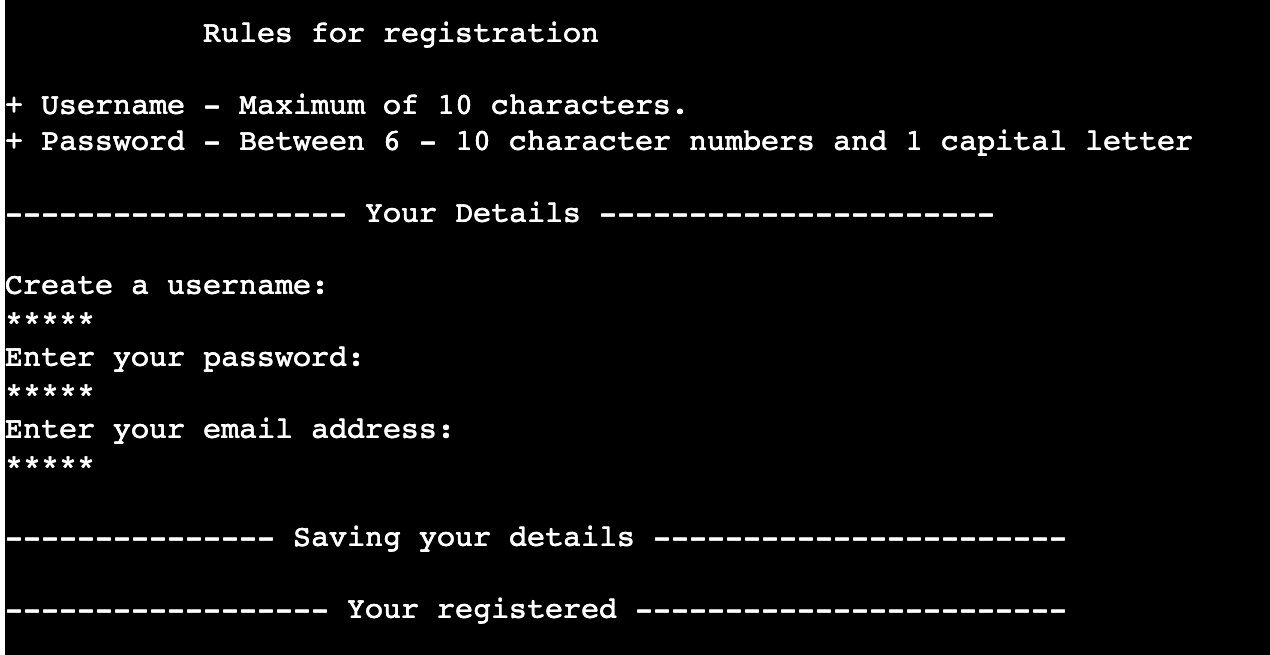 Rules for registration
+ Username - Maximum of 10 characters.
+ Password - Between 6 - 10 character numbers and 1 capital letter
------------------- Your Details ----------------------
Create a username:
*****
Enter your password:
*****
Enter your email address:
*****
--------------- Saving your details -----------------------
------------------ Your registered ------------------------